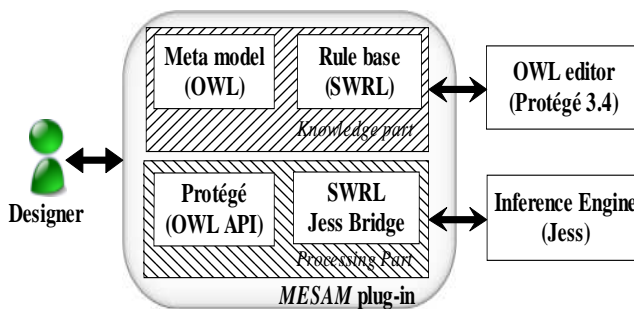 Meta model
(OWL)
Rule base
(SWRL)
Knowledge part
OWL editor
(Protégé 3.4)
Designer
Protégé
(OWL API)
SWRL
Jess Bridge
Processing Part
Inference Engine
(Jess)
MESAM plug-in